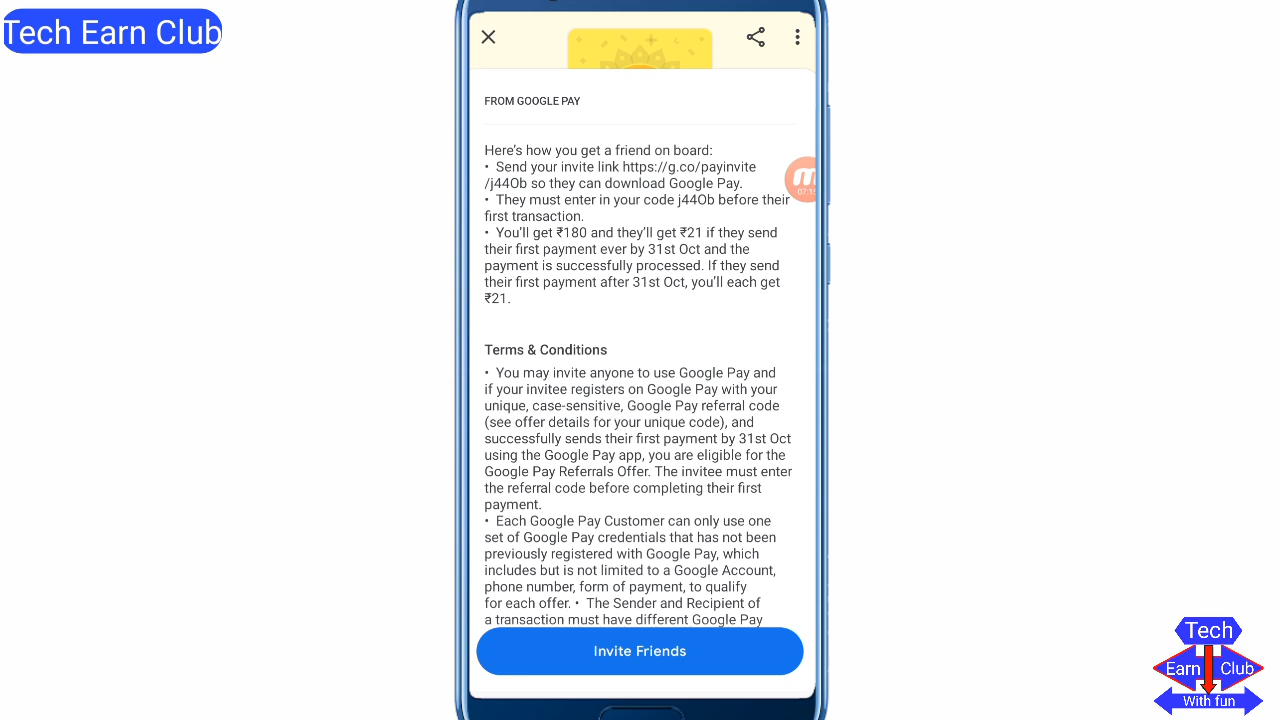 Tech Earn Club
FROM GOOGLE PAY
Here's how you get a friend on board:
• Send your invite link https://g.co/payinvite
/j44Ob so they can download Google Pay.
• They must enter in your code j44Ob before their
first transaction.
• You'll get ₹180 and they'll get ₹21 if they send
their first payment ever by 31st Oct and the
payment is successfully processed. If they send
their first payment after 31st Oct, you'll each get
₹21.
Terms & Conditions
• You may invite anyone to use Google Pay and
if your invitee registers on Google Pay with your
unique, case-sensitive, Google Pay referral code
(see offer details for your unique code), and
successfully sends their first payment by 31st Oct
using the Google Pay app, you are eligible for the
Google Pay Referrals Offer. The invitee must enter
the referral code before completing their first
payment.
• Each Google Pay Customer can only use one
set of Google Pay credentials that has not been
previously registered with Google Pay, which
includes but is not limited to a Google Account,
phone number, form of payment, to qualify
for each offer. • The Sender and Recipient of
a transaction must have different Google Pay
Invite Friends
Tech
Earn Club
With fun